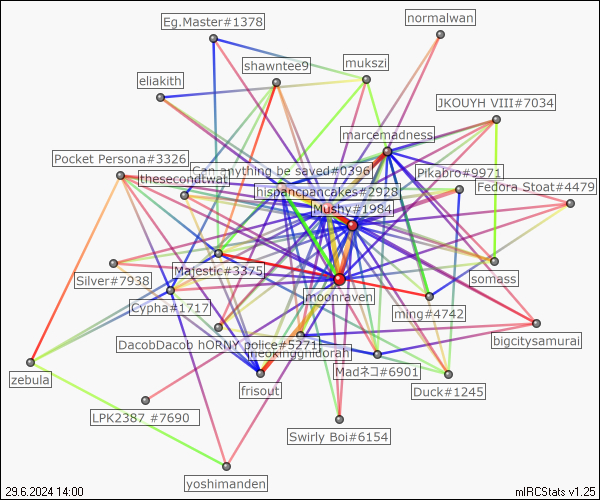 normalwan
Eg.Master#1378
shawntee9
mukszi
eliakith
JKOUYH VIII#7034
marcemadness
Pocket Persona#3326
Can anything be saved#0396
Pikabro#9971
thesecondtwat
hispancpancakes#2928
Fedora Stoat#4479
Mushy#1984
Majestic#3375
somass
Silver#7938
moonraven
Cypha#1717
ming#4742
DacobDacob hORNY police#5271
bigcitysamurai
neokingghidorah
zebula
Madネコ#6901
frisout
Duck#1245
LPK2387 #7690
Swirly Boi#6154
yoshimanden
29.6.2024 14:00
mIRCStats v1.25